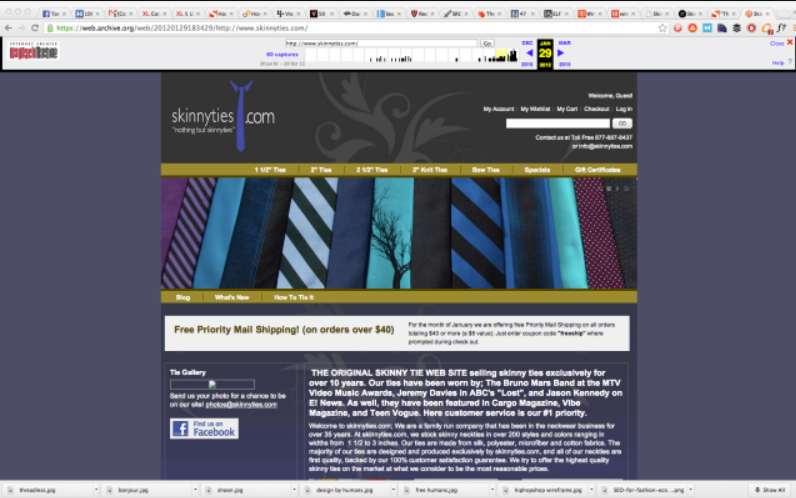 https://web.archive.org/web/20120129183429/http://www.skinnyties.com/
INTERNET ARCHIVE
WayBackMachine
http://www.skinnyties.com/
Go
DEC
JAN
MAR
Close
80 captures
29
2010
2012
2013
Help
skinnyties.com
"nothing but skinnyties"
Welcome, Guest!
My Account
My Wishlist
My Cart
Checkout
Log In
GO
Contact us at Toll Free 877-887-8437
or info@skinnyties.com
1 1/2" Ties
2" Ties
2 1/2" Ties
2" Knit Ties
Bow Ties
Specials
Gift Certificates
Blog
What's New
How To Tie It
Free Priority Mail Shipping! (on orders over $40)
For the month of January we are offering free Priority Mail Shipping on all orders
totaling $40 or more (a $6 value). Just enter coupon code "freeship" where
prompted during check out.
Tie Gallery
Send us your photo for a chance to be
on our site! photos@skinnyties.com
Find us on
Facebook
THE ORIGINAL SKINNY TIE WEB SITE selling skinny ties exclusively for
over 10 years. Our ties have been worn by; The Bruno Mars Band at the MTV
Video Music Awards, Jeremy Davies in ABC's "Lost", and Jason Kennedy on
E! News. As well, they have been featured in Cargo Magazine, Vibe
Magazine, and Teen Vogue. Here customer service is our #1 priority.
Welcome to skinnyties.com; We are a family run company that has been in the neckwear business for
over 35 years. At skinnyties.com, we stock skinny neckties in over 200 styles and colors ranging in
widths from 1 1/2 to 3 inches. Our ties are made from silk, polyester, microfiber and cotton fabrics. The
majority of our ties are designed and produced exclusively by skinnyties.com, and all of our neckties are
first quality, backed by our 100% customer satisfaction guarantee. We try to offer the highest quality
skinny ties on the market at what we consider to be the most reasonable prices.
threadless.jpg
bonjour.jpg
shoon.jpg
design by humans.jpg
free humans.jpg
hiphopshop wireframe.jpg
SEO-for-fashion-eco....png
Show All